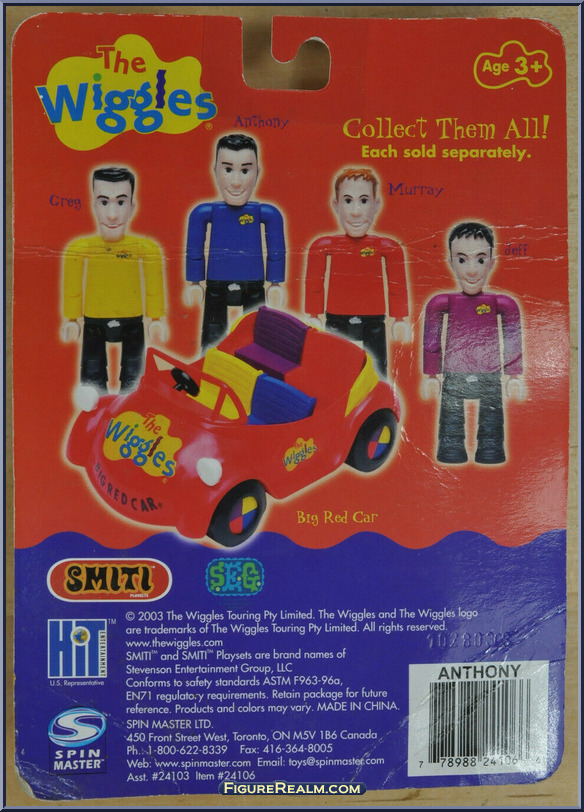 The
Wiggles®
Age 3+
Anthony
Collect Them All!
Each sold separately.
Greg
Murray
Jeff
The
Wiggles
BIG RED CAR®
Wiggles
Big Red Car
SMITI
PLAYSETS
S.E.G.
HiT™
ENTERTAINMENT
U.S. Representative
© 2003 The Wiggles Touring Pty Limited. The Wiggles and The Wiggles logo
are trademarks of The Wiggles Touring Pty Limited. All rights reserved.
www.thewiggles.com
SMITI™ and SMITI™ Playsets are brand names of
Stevenson Entertainment Group, LLC
Conforms to safety standards ASTM F963-96a,
EN71 regulatory requirements. Retain package for future
reference. Products and colors may vary. MADE IN CHINA.
SPIN MASTER LTD.
450 Front Street West, Toronto, ON M5V 1B6 Canada
Ph.:1-800-622-8339 Fax: 416-364-8005
Web: www.spinmaster.com Email: toys@spinmaster.com
Asst. #24103 Item #24106
SPIN
MASTER™
ANTHONY
7 78988 24106
FigureRealm.com